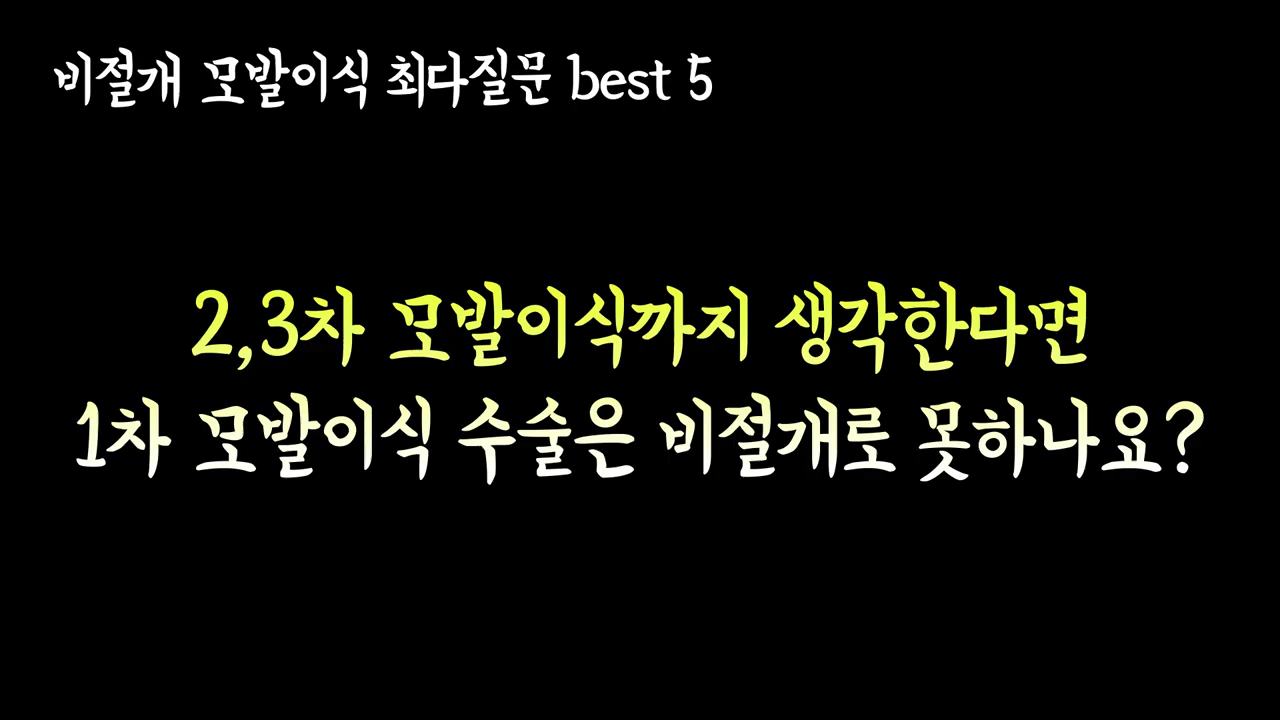 비절개 모발이식 최다질문 best 5
2,3차 모발이식까지 생각한다면
1차 모발이식 수술은 비절개로 못하나요?